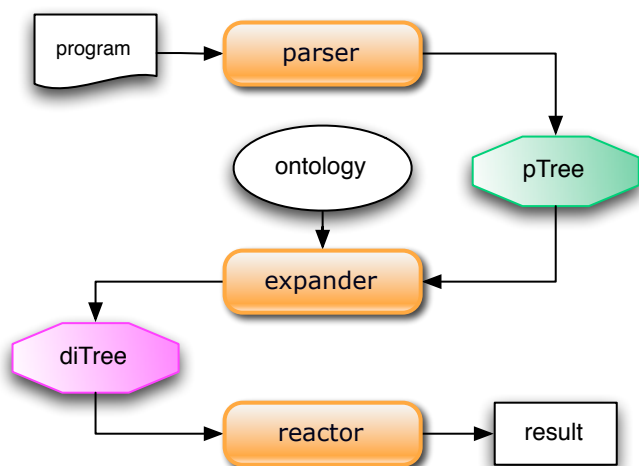 program
parser
ontology
pTree
expander
diTree
reactor
result